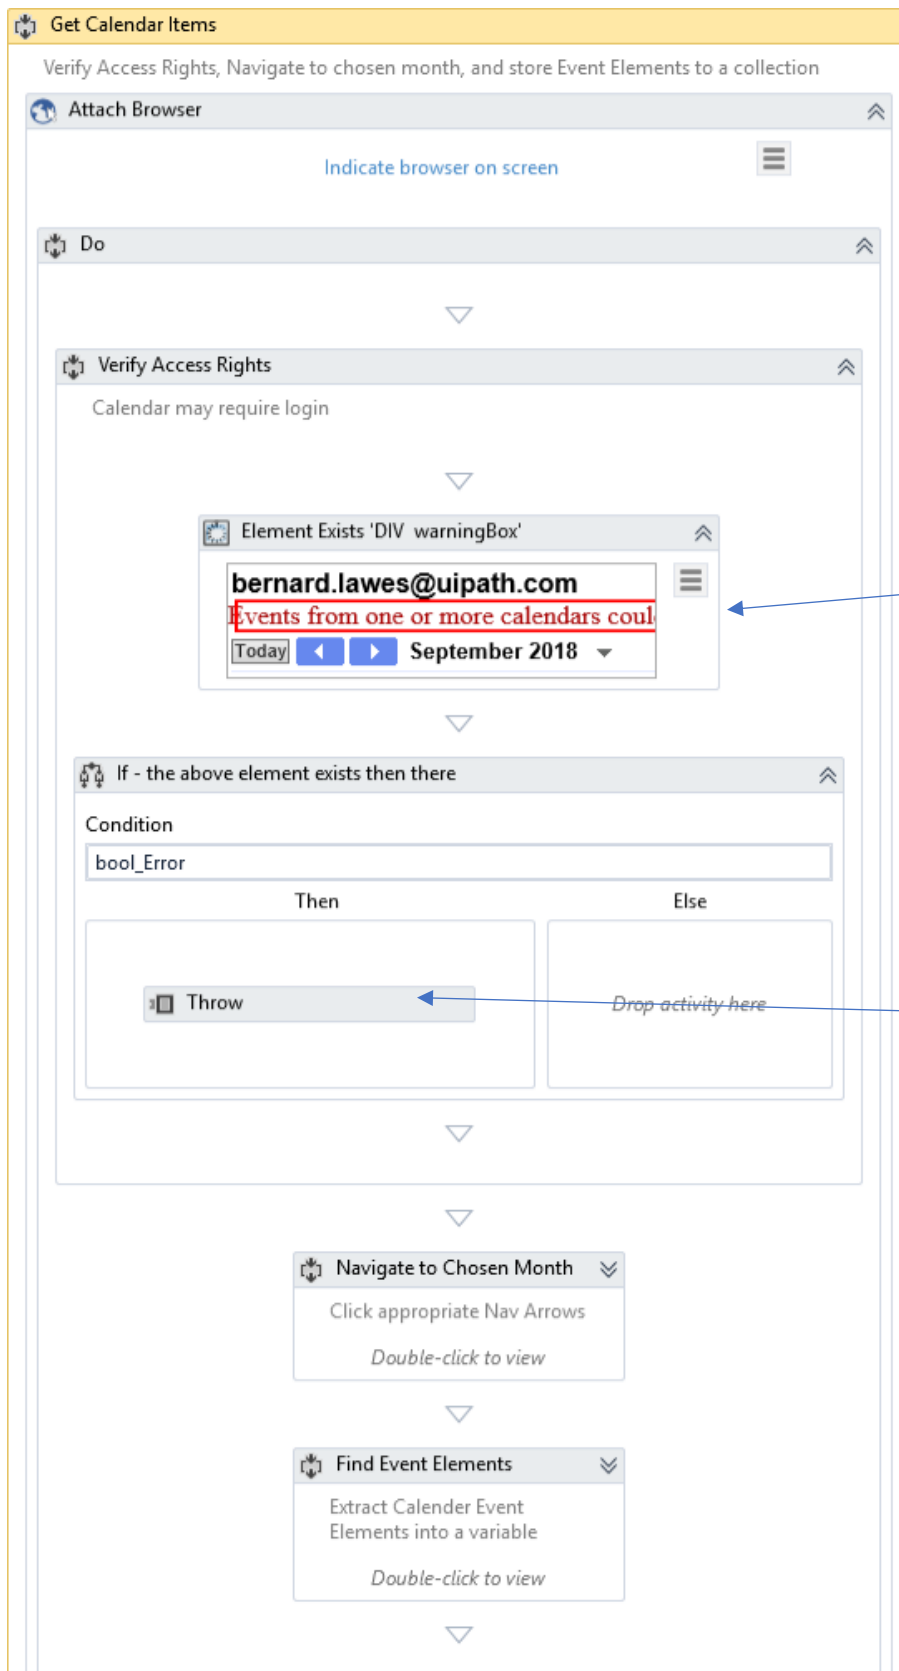 Get Calendar Items
Verify Access Rights, Navigate to chosen month, and store Event Elements to a collection
Attach Browser
Indicate browser on screen
Do
Verify Access Rights
Calendar may require login
Element Exists 'DIV  warningBox'
bernard.lawes@uipath.com
Events from one or more calendars coul
Today
September 2018
If - the above element exists then there
Condition
bool_Error
Then
Else
Throw
Drop activity here
Navigate to Chosen Month
Click appropriate Nav Arrows
Double-click to view
Find Event Elements
Extract Calender Event
Elements into a variable
Double-click to view